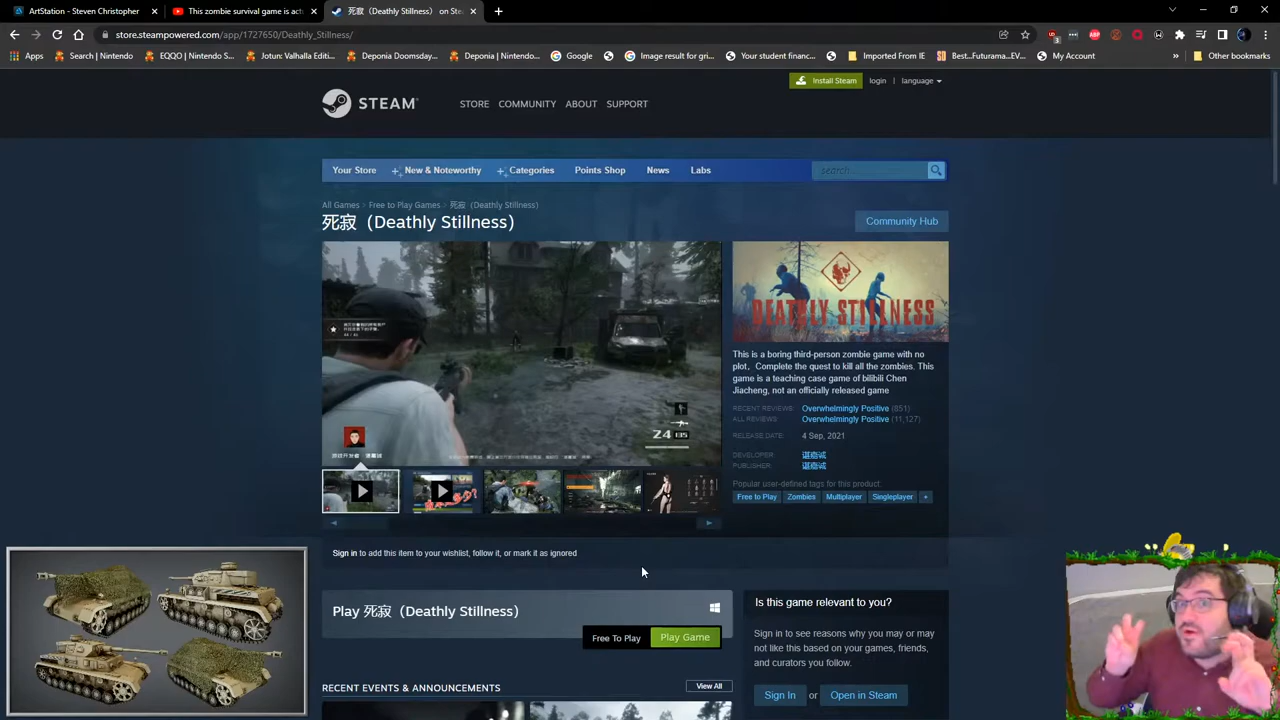 ArtStation - Steven Christopher
This zombie survival game is act
死寂（Deathly Stillness）on Ste
store.steampowered.com/app/1727650/Deathly_Stillness/
Apps
Search | Nintendo
EQQO | Nintendo S...
Jotun: Valhalla Editi...
Deponia Doomsday...
Deponia | Nintendo...
Google
Image result for gri...
Your student financ...
Imported From IE
Best..Futurama...EV...
My Account
Other bookmarks
Install Steam
login
language
STEAM
STORE
COMMUNITY
ABOUT
SUPPORT
Your Store
New & Noteworthy
Categories
Points Shop
News
Labs
search
All Games > Free to Play Games > 死寂（Deathly Stillness）
死寂（Deathly Stillness）
Community Hub
24 135
DEATHLY STILLNESS
This is a boring third-person zombie game with no
plot，Complete the quest to kill all the zombies. This
game is a teaching case game of bilibili Chen
Jiacheng, not an officially released game
RECENT REVIEWS: Overwhelmingly Positive (851)
ALL REVIEWS: Overwhelmingly Positive (11,127)
RELEASE DATE: 4 Sep, 2021
DEVELOPER: 谌嘉诚
PUBLISHER: 谌嘉诚
Popular user-defined tags for this product:
Free to Play
Zombies
Multiplayer
Singleplayer
+
Sign in to add this item to your wishlist, follow it, or mark it as ignored
Play 死寂（Deathly Stillness）
Free To Play
Play Game
Is this game relevant to you?
Sign in to see reasons why you may or may
not like this based on your games, friends,
and curators you follow.
Sign In or Open in Steam
RECENT EVENTS & ANNOUNCEMENTS
View All